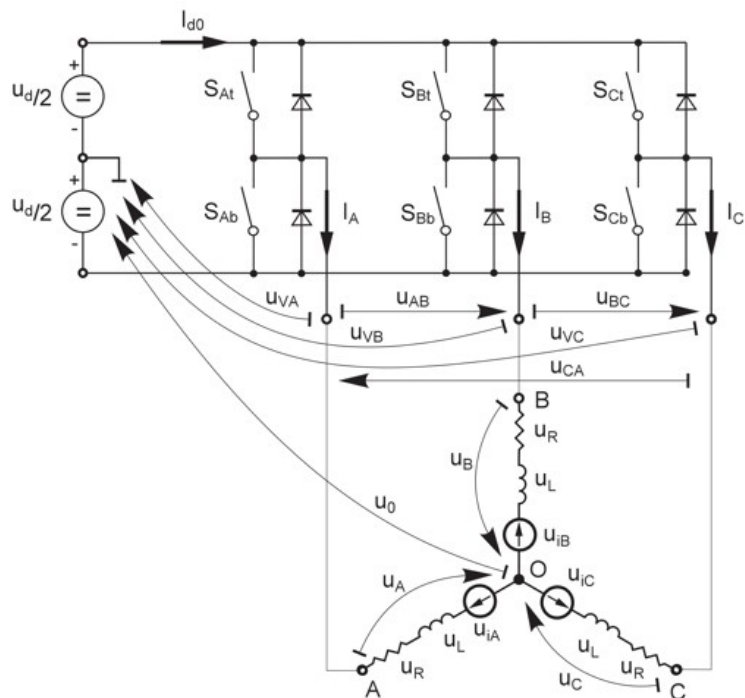 I_d0
+
u_d/2
=
-
S_At
S_Bt
S_Ct
+
u_d/2
=
-
S_Ab
I_A
S_Bb
I_B
S_Cb
I_C
u_VA
u_AB
u_BC
u_VB
u_VC
u_CA
B
u_R
u_B
u_L
u_0
u_iB
O
u_iC
u_A
u_iA
u_L
u_L
u_R
u_R
A
u_C
C